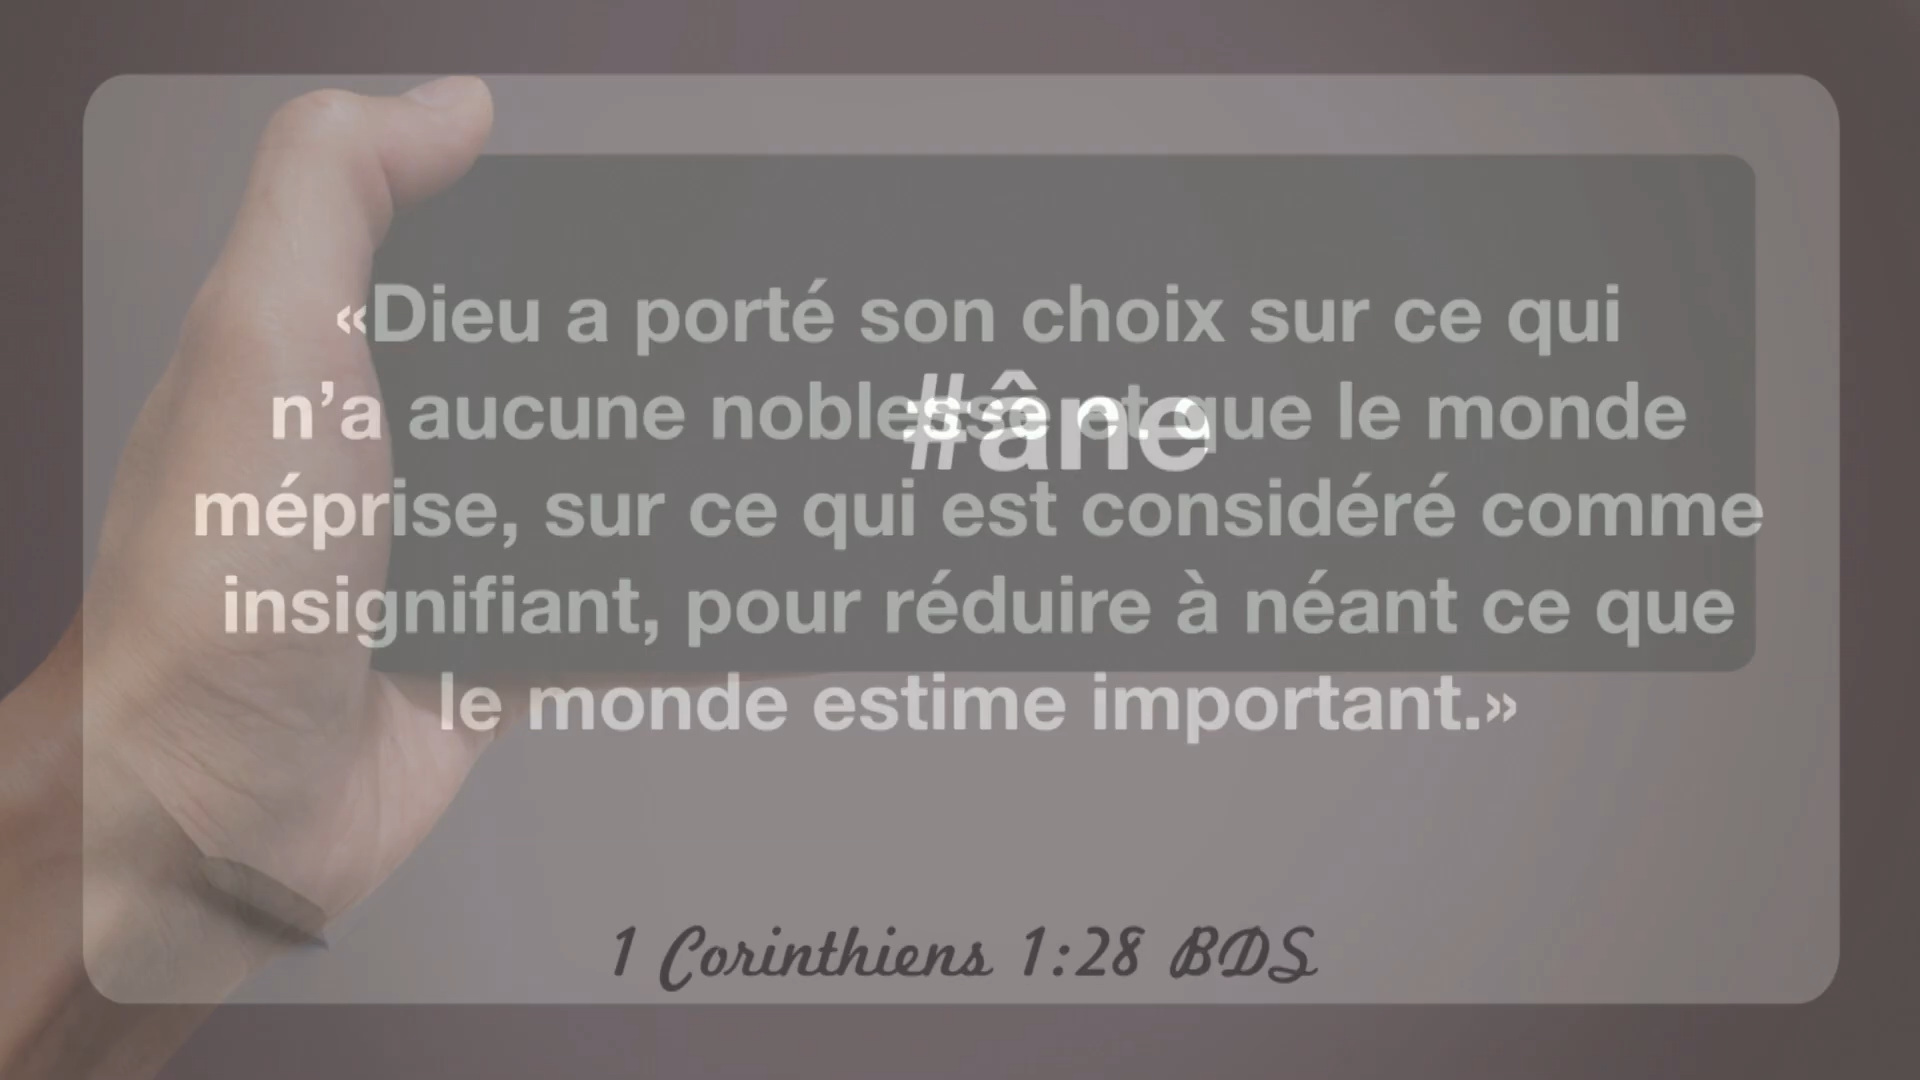 «Dieu a porté son choix sur ce qui
n’a aucune noblesse et que le monde
#âne
méprise, sur ce qui est considéré comme
insignifiant, pour réduire à néant ce que
le monde estime important.»
1 Corinthiens 1:28 BDS